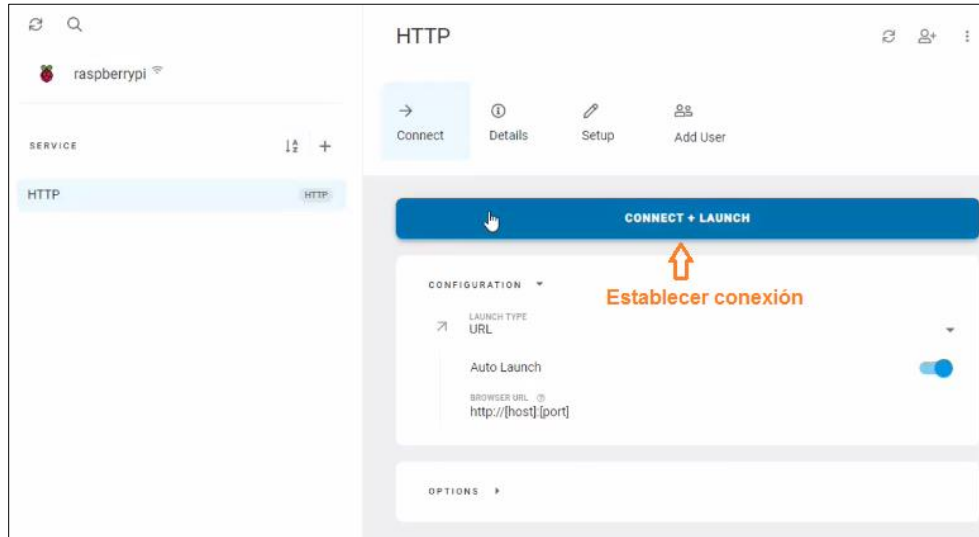 HTTP
raspberrypi
Connect
Details
Setup
Add User
SERVICE
HTTP
HTTP
CONNECT + LAUNCH
Establecer conexión
CONFIGURATION
LAUNCH TYPE
URL
Auto Launch
BROWSER URL
http://[host]:[port]
OPTIONS